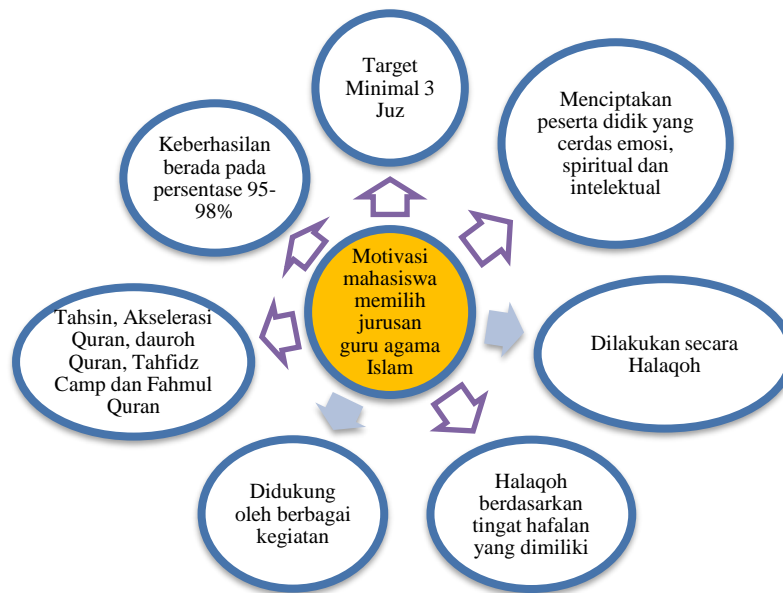 Target
Minimal 3
Juz
Menciptakan
peserta didik yang
cerdas emosi,
spiritual dan
intelektual
Dilakukan secara
Halaqoh
Halaqoh
berdasarkan
tingat hafalan
yang dimiliki
Didukung
oleh berbagai
kegiatan
Tahsin, Akselerasi
Quran, dauroh
Quran, Tahfidz
Camp dan Fahmul
Quran
Keberhasilan
berada pada
persentase 95-
98%
Motivasi
mahasiswa
memilih
jurusan
guru agama
Islam